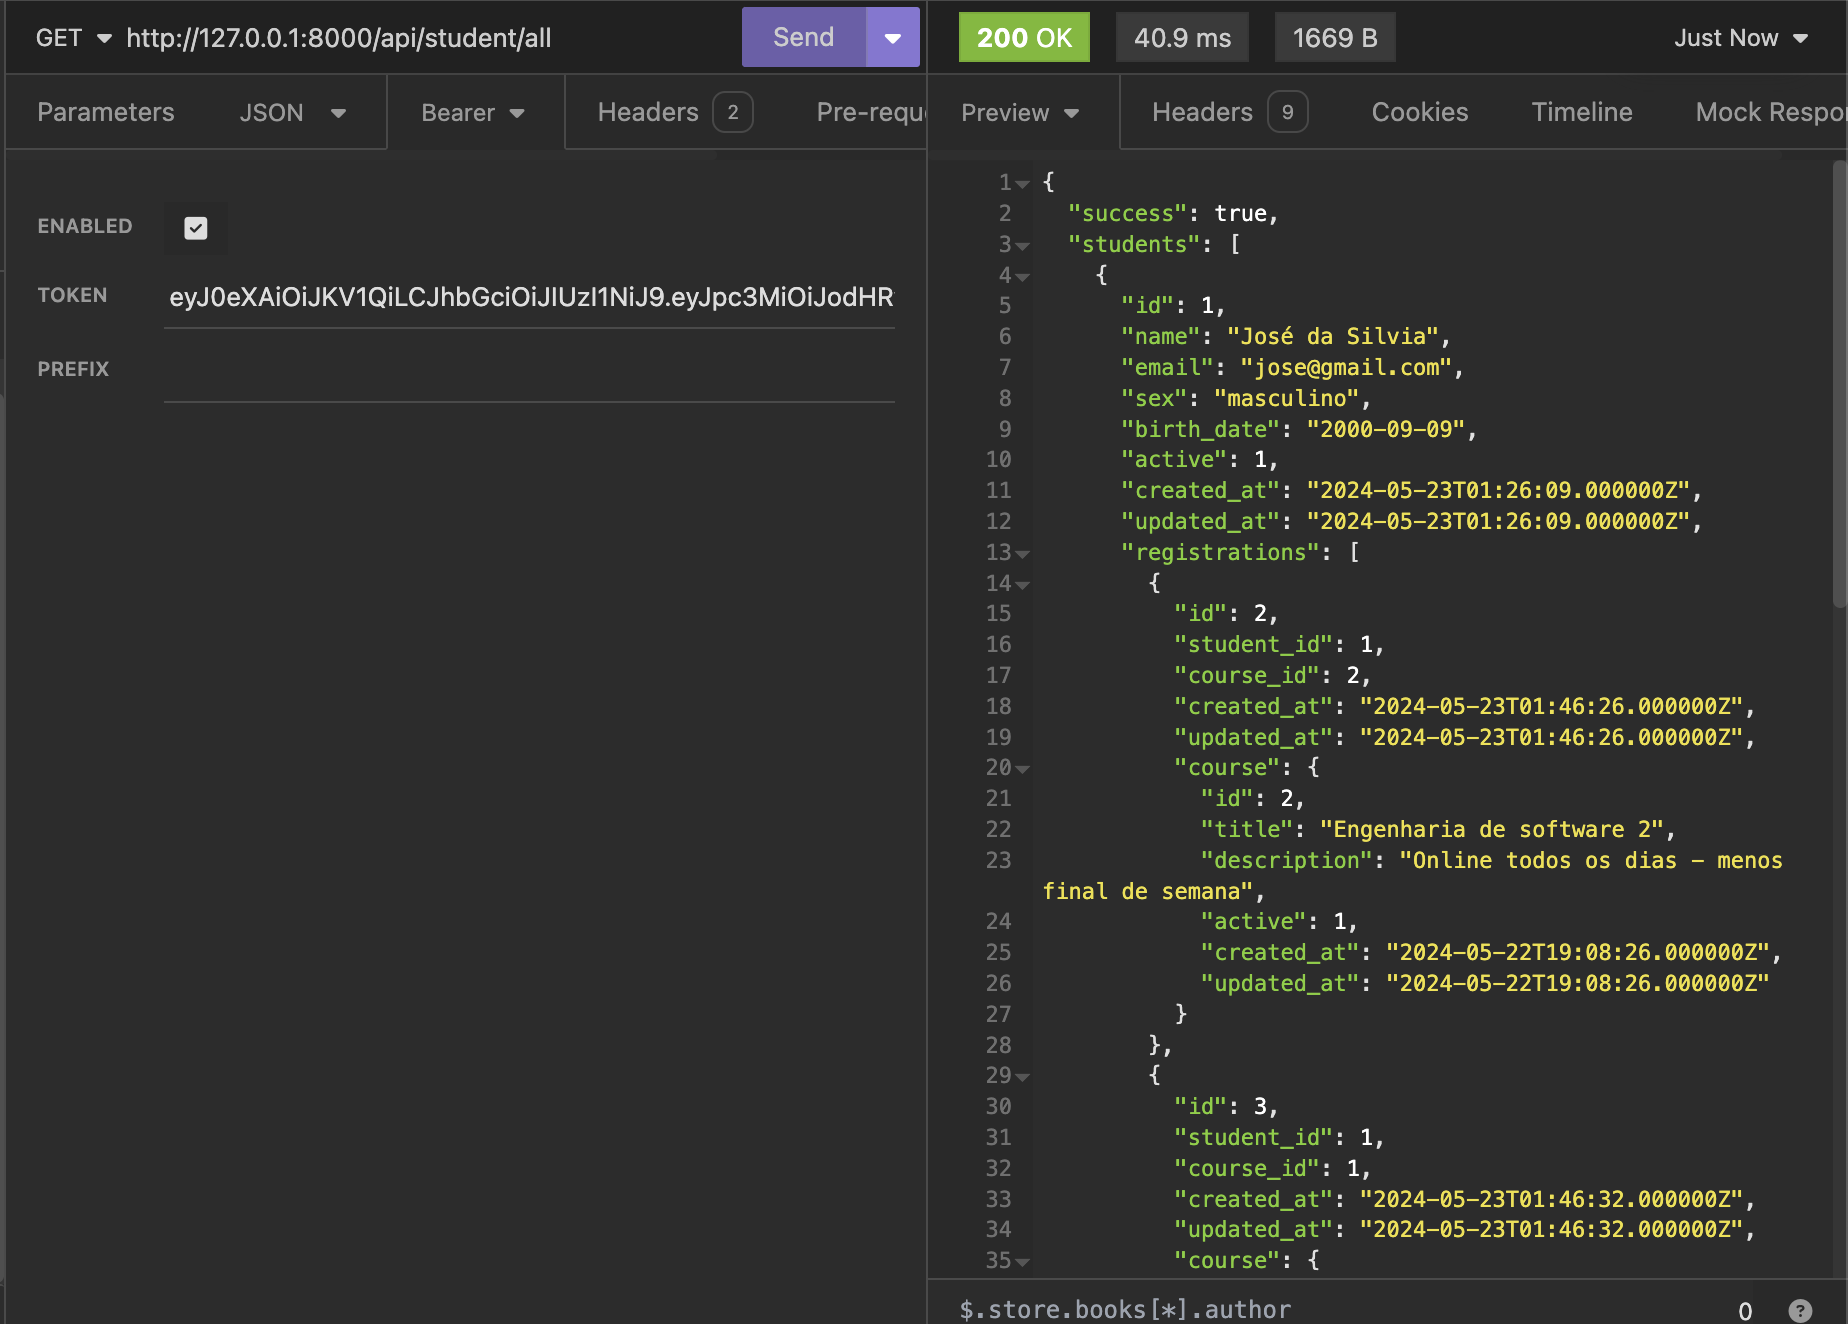 GET http://127.0.0.1:8000/api/student/all Send
Parameters JSON Bearer Headers 2 Pre-requ
ENABLED
TOKEN eyJ0eXAiOiJKV1QiLCJhbGciOiJIUzI1NiJ9.eyJpc3MiOiJodHR
PREFIX
200 OK 40.9 ms 1669 B Just Now
Preview Headers 9 Cookies Timeline Mock Respo
1 {
2 "success": true,
3 "students": [
4 {
5 "id": 1,
6 "name": "José da Silvia",
7 "email": "jose@gmail.com",
8 "sex": "masculino",
9 "birth_date": "2000-09-09",
10 "active": 1,
11 "created_at": "2024-05-23T01:26:09.000000Z",
12 "updated_at": "2024-05-23T01:26:09.000000Z",
13 "registrations": [
14 {
15 "id": 2,
16 "student_id": 1,
17 "course_id": 2,
18 "created_at": "2024-05-23T01:46:26.000000Z",
19 "updated_at": "2024-05-23T01:46:26.000000Z",
20 "course": {
21 "id": 2,
22 "title": "Engenharia de software 2",
23 "description": "Online todos os dias - menos
final de semana",
24 "active": 1,
25 "created_at": "2024-05-22T19:08:26.000000Z",
26 "updated_at": "2024-05-22T19:08:26.000000Z"
27 }
28 },
29 {
30 "id": 3,
31 "student_id": 1,
32 "course_id": 1,
33 "created_at": "2024-05-23T01:46:32.000000Z",
34 "updated_at": "2024-05-23T01:46:32.000000Z",
35 "course": {
$.store.books[*].author 0 ?